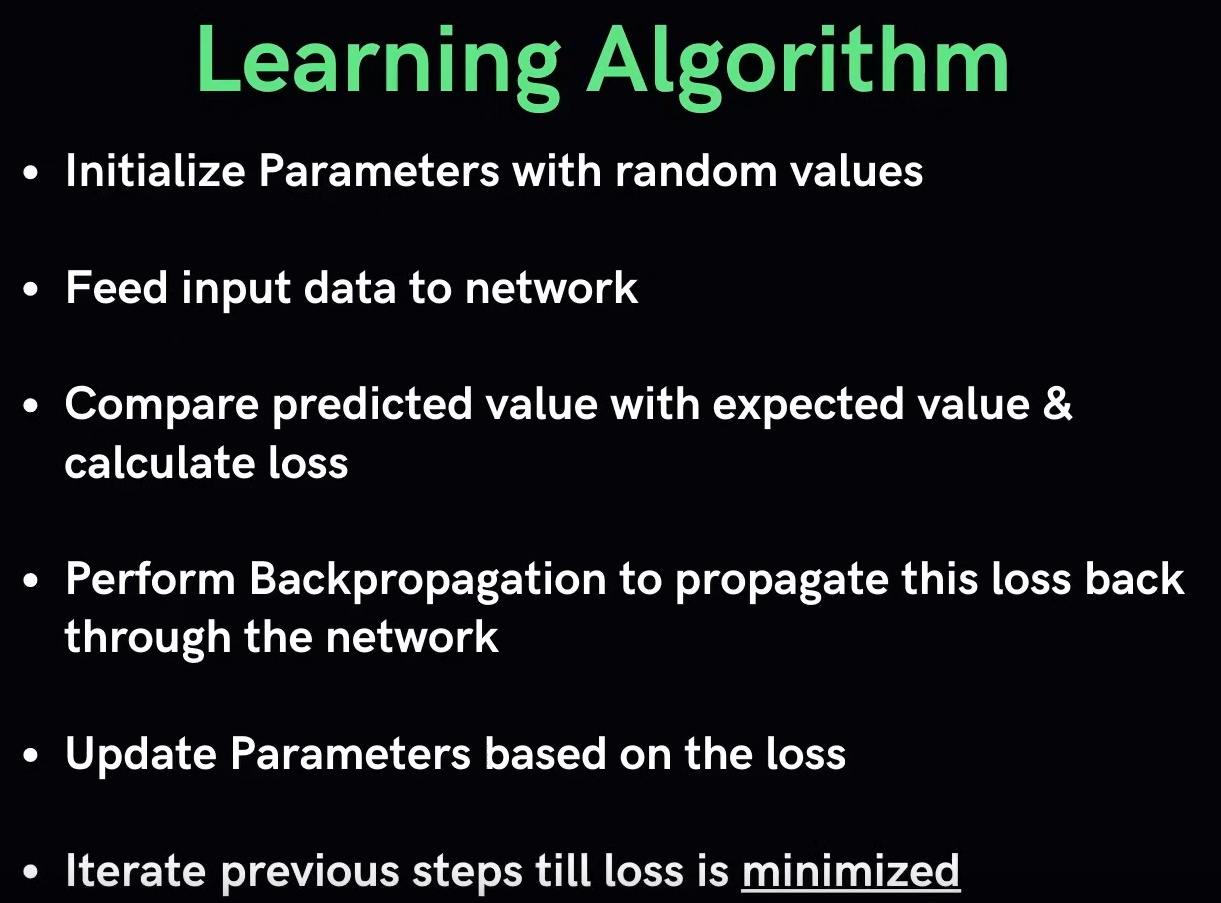 Learning Algorithm
• Initialize Parameters with random values
• Feed input data to network
• Compare predicted value with expected value &
calculate loss
• Perform Backpropagation to propagate this loss back
through the network
• Update Parameters based on the loss
• Iterate previous steps till loss is minimized